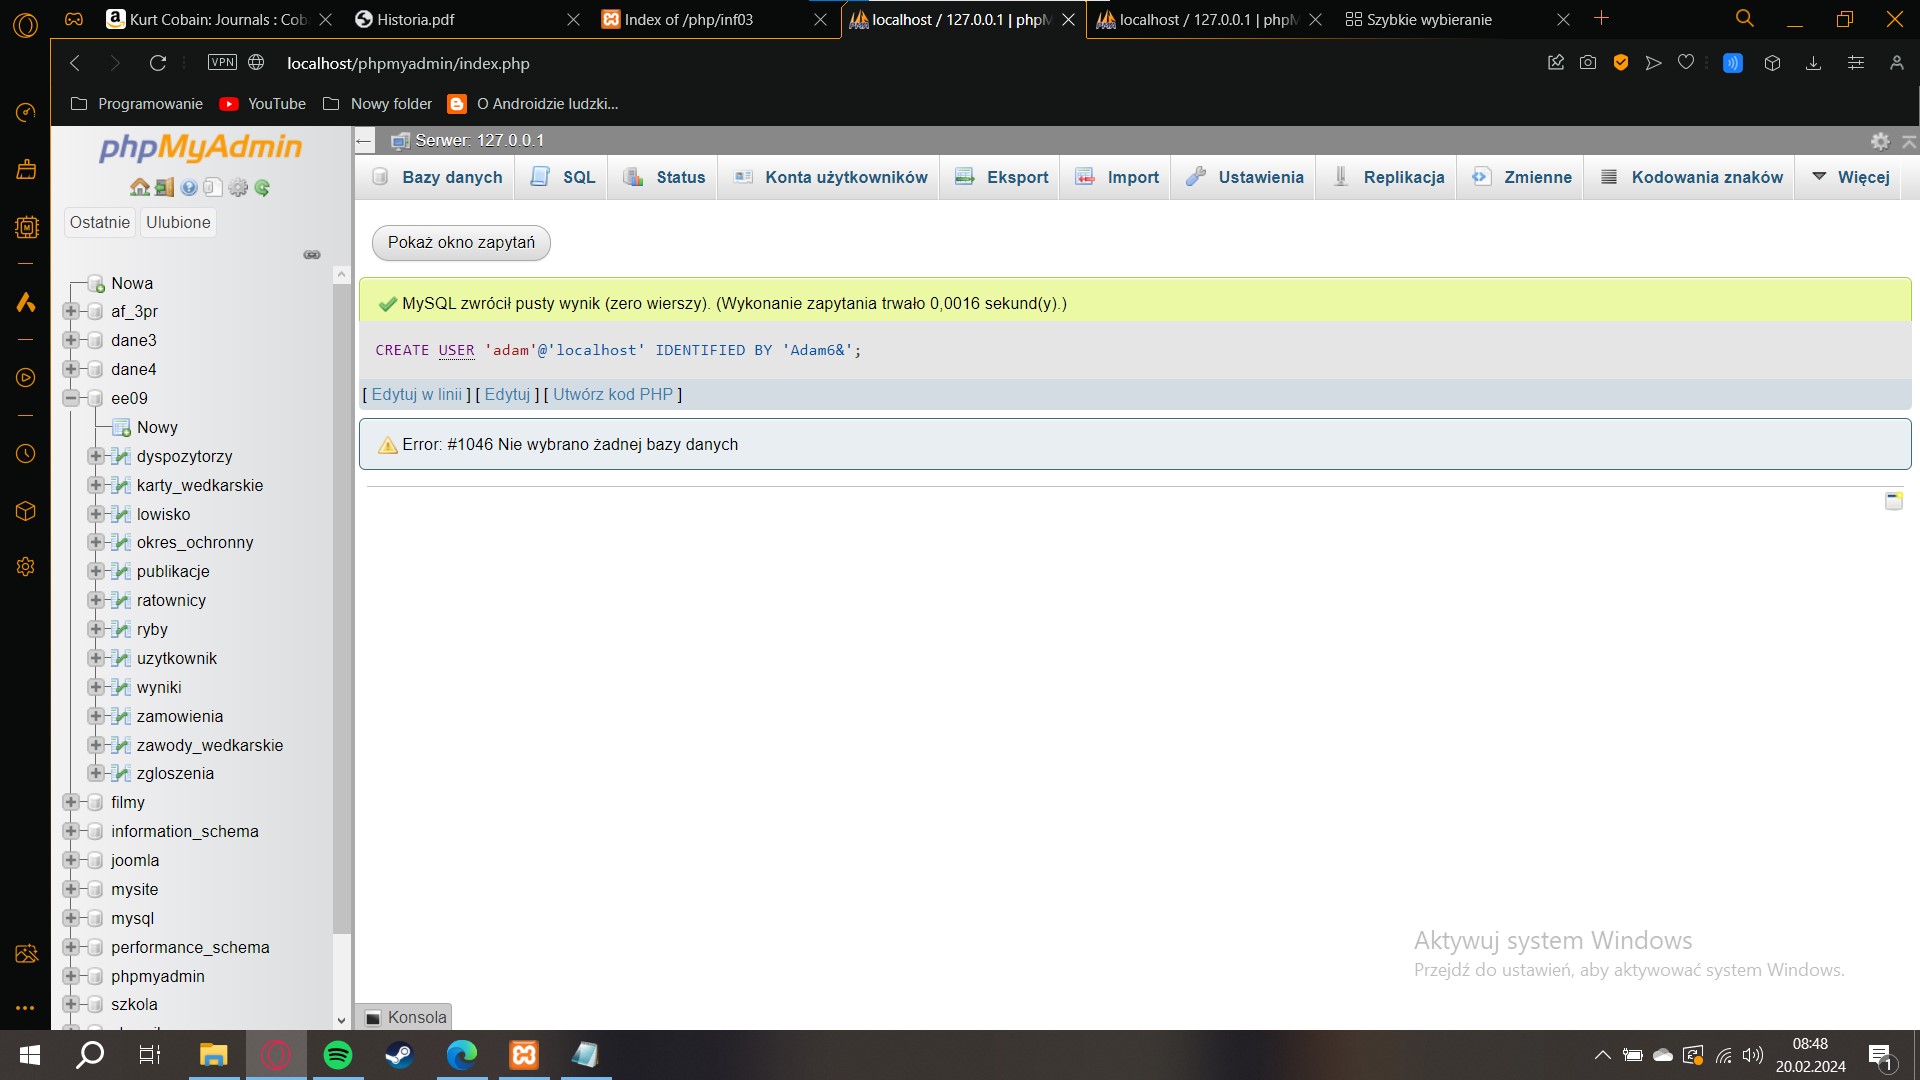 Kurt Cobain: Journals : Cob
Historia.pdf
Index of /php/inf03
localhost / 127.0.0.1 | phpM
localhost / 127.0.0.1 | phpM
Szybkie wybieranie
VPN
localhost/phpmyadmin/index.php
Programowanie
YouTube
Nowy folder
O Androidzie ludzki...
phpMyAdmin
Ostatnie
Ulubione
Nowa
af_3pr
dane3
dane4
ee09
Nowy
dyspozytorzy
karty_wedkarskie
lowisko
okres_ochronny
publikacje
ratownicy
ryby
uzytkownik
wyniki
zamowienia
zawody_wedkarskie
zgloszenia
filmy
information_schema
joomla
mysite
mysql
performance_schema
phpmyadmin
szkola
Serwer: 127.0.0.1
Bazy danych
SQL
Status
Konta użytkowników
Eksport
Import
Ustawienia
Replikacja
Zmienne
Kodowania znaków
Więcej
Pokaż okno zapytań
MySQL zwrócił pusty wynik (zero wierszy). (Wykonanie zapytania trwało 0,0016 sekund(y).)
CREATE USER 'adam'@'localhost' IDENTIFIED BY 'Adam6&';
[ Edytuj w linii ] [ Edytuj ] [ Utwórz kod PHP ]
Error: #1046 Nie wybrano żadnej bazy danych
Aktywuj system Windows
Przejdź do ustawień, aby aktywować system Windows.
Konsola
08:48
20.02.2024
1